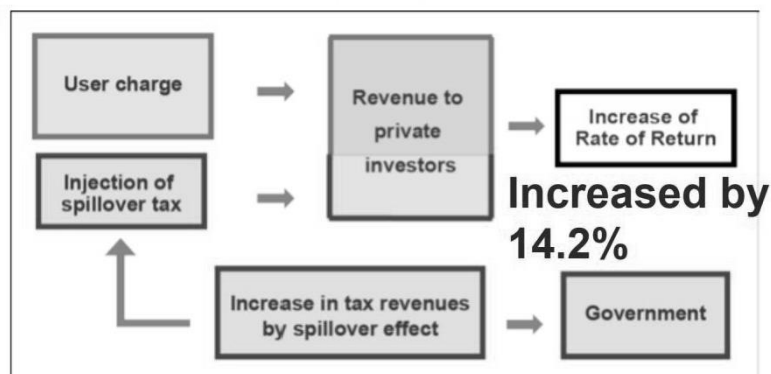 User charge
Revenue to
private
investors
Increase of
Rate of Return
Injection of
spillover tax
Increased by
14.2%
Increase in tax revenues
by spillover effect
Government